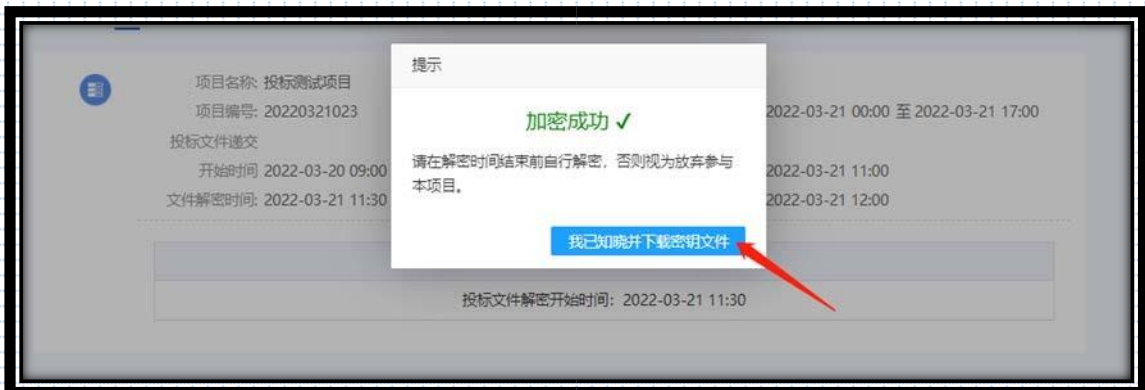 提示
加密成功 ✓
请在解密时间结束前自行解密，否则视为放弃参与
本项目。
我已知晓并下载密钥文件
项目名称: 投标测试项目
项目编号: 20220321023
2022-03-21 00:00 至 2022-03-21 17:00
投标文件递交
开始时间 2022-03-20 09:00
2022-03-21 11:00
文件解密时间: 2022-03-21 11:30
2022-03-21 12:00
投标文件解密开始时间：2022-03-21 11:30